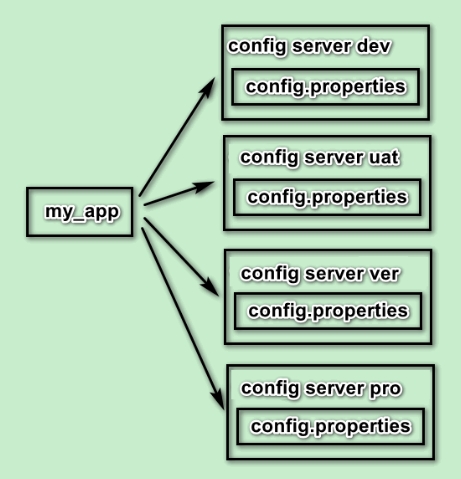 config server dev
config.properties
config server uat
config.properties
my_app
config server ver
config.properties
config server pro
config.properties